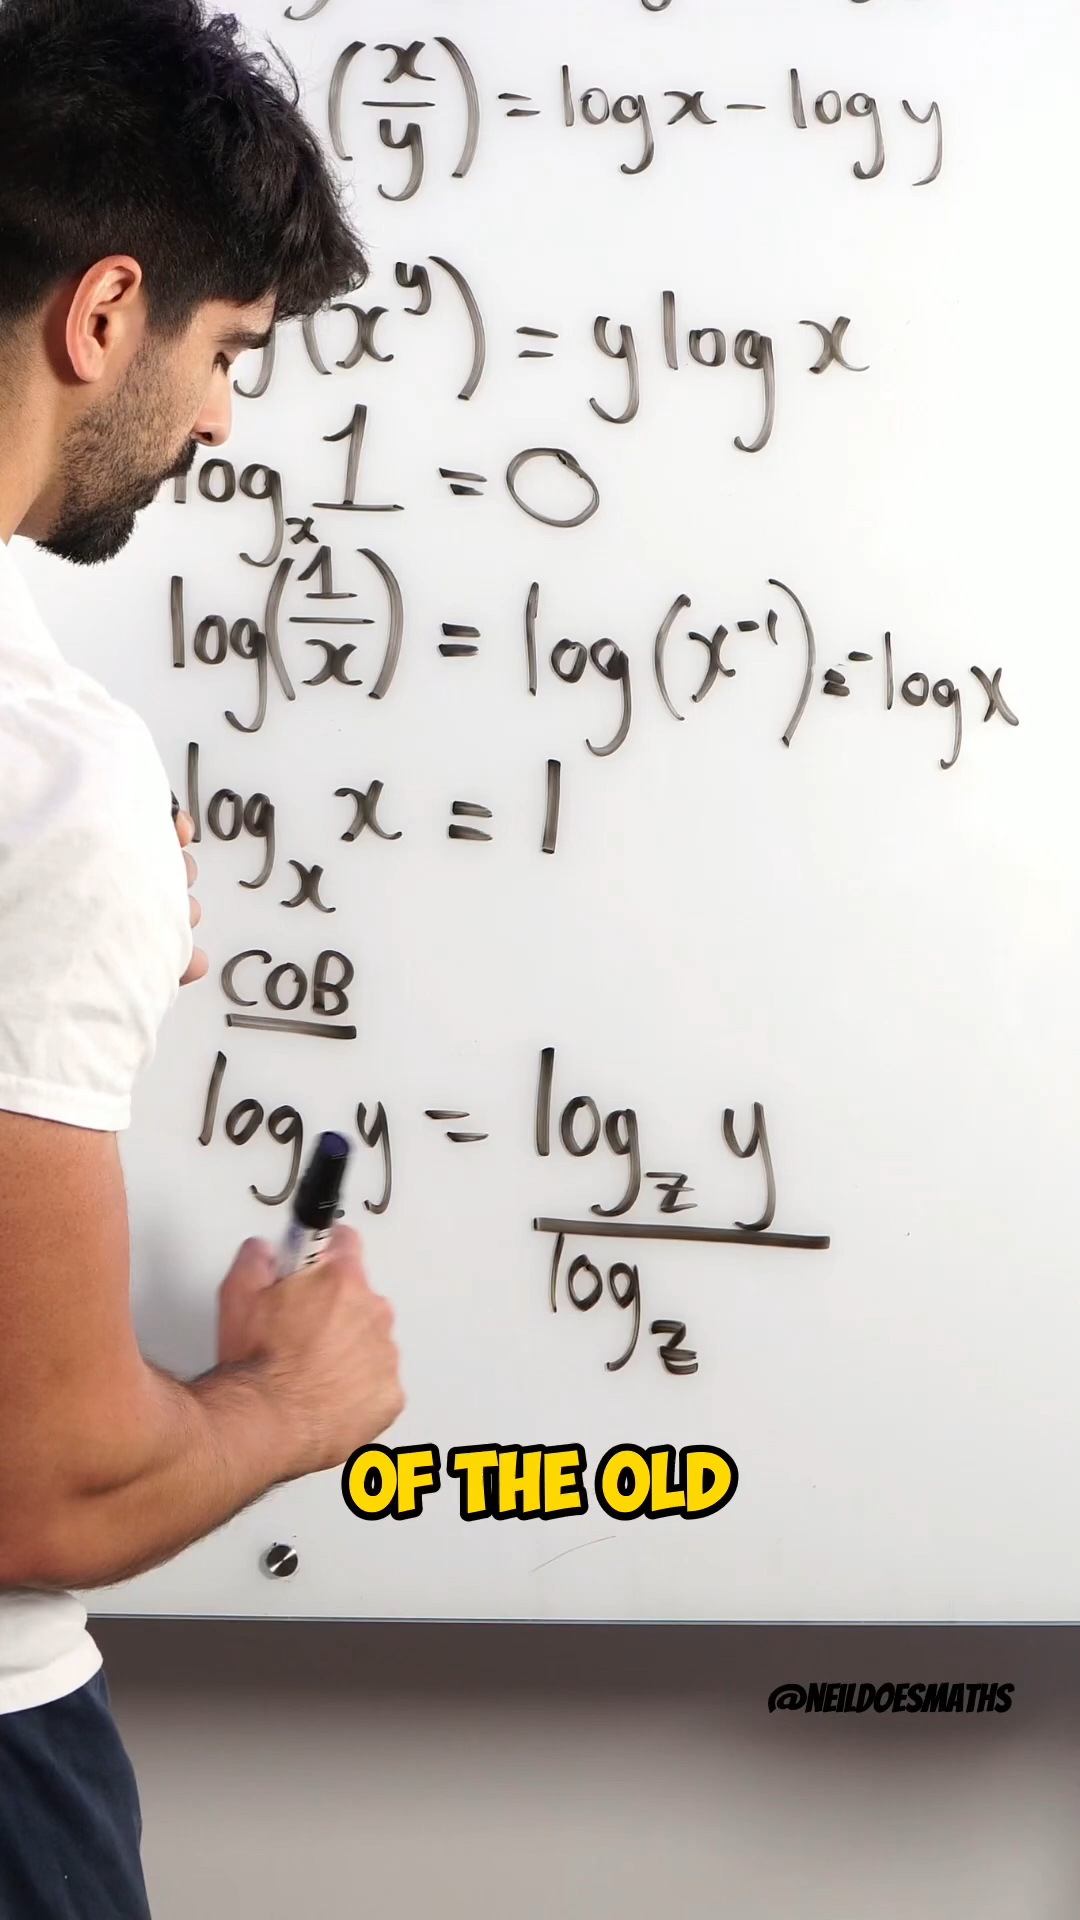 (x/y) = log x - log y
(x^y) = y log x
log_x 1 = 0
log(1/x) = log(x^-1) = -log x
log_x x = 1
COB
log y = log_z y
log_z
OF THE OLD
@NEILDOESMATHS